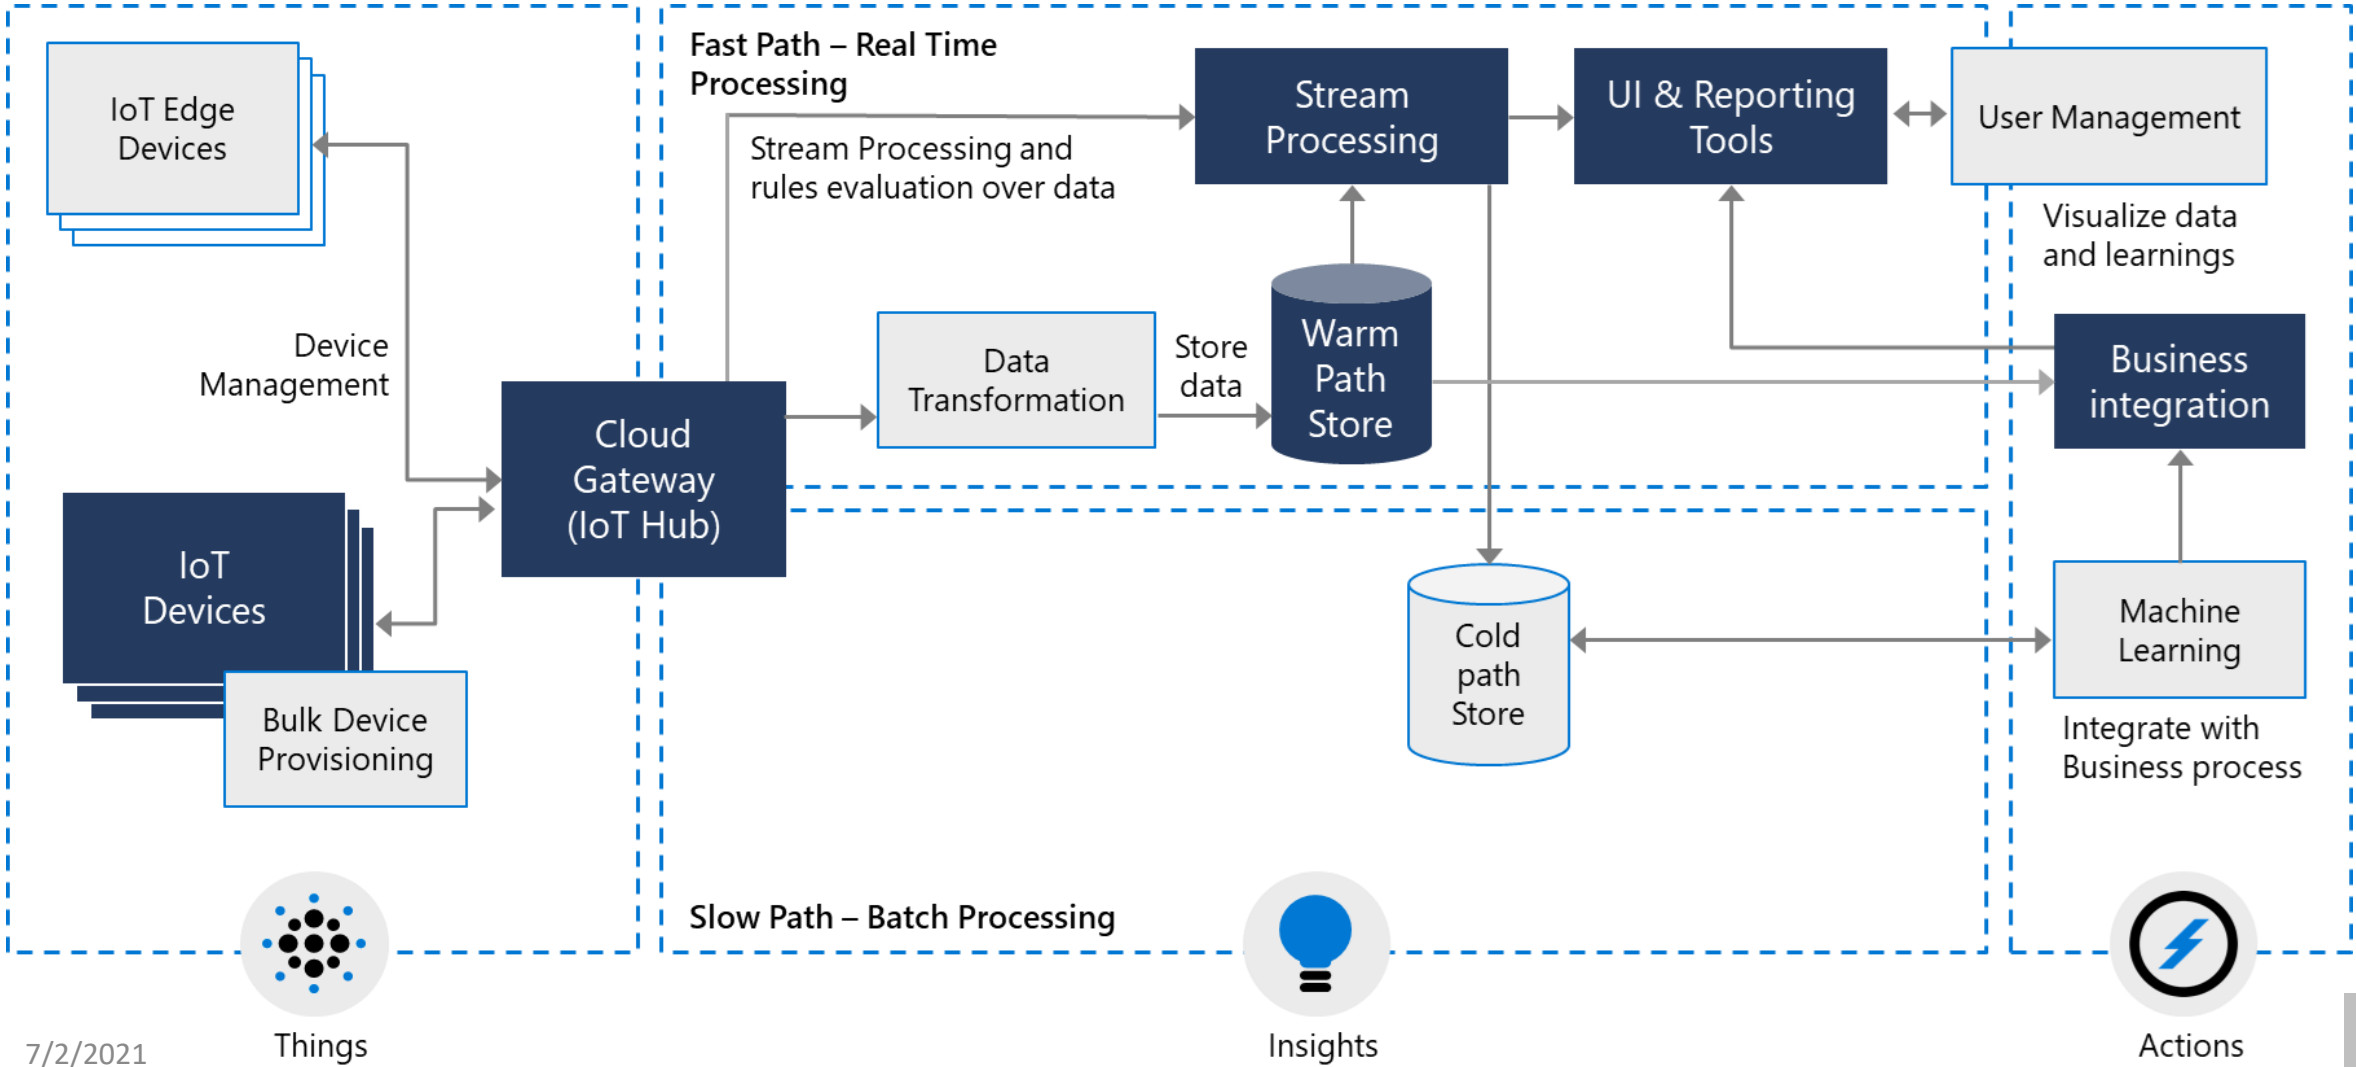 IoT Edge
Devices
Device
Management
IoT
Devices
Bulk Device
Provisioning
Cloud
Gateway
(IoT Hub)
Fast Path – Real Time
Processing
Stream Processing and
rules evaluation over data
Stream
Processing
UI & Reporting
Tools
User Management
Visualize data
and learnings
Data
Transformation
Store
data
Warm
Path
Store
Business
integration
Cold
path
Store
Machine
Learning
Integrate with
Business process
Slow Path – Batch Processing
Things
Insights
Actions
7/2/2021